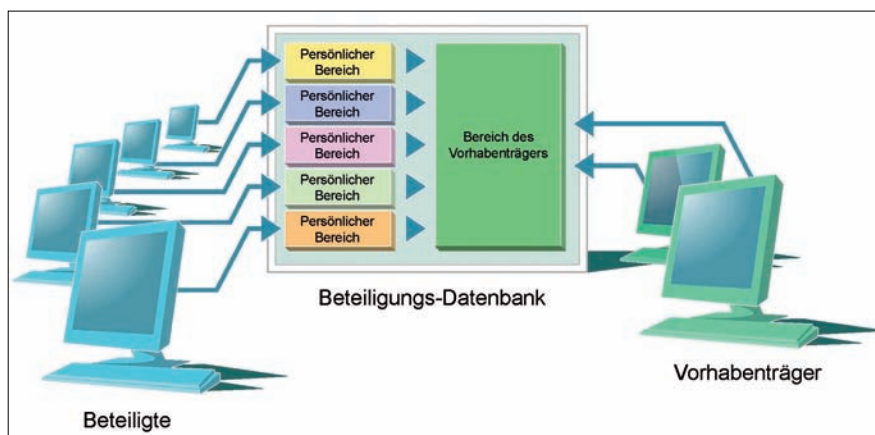 Persönlicher
Bereich
Persönlicher
Bereich
Persönlicher
Bereich
Persönlicher
Bereich
Persönlicher
Bereich
Bereich des
Vorhabenträgers
Beteiligungs-Datenbank
Vorhabenträger
Beteiligte